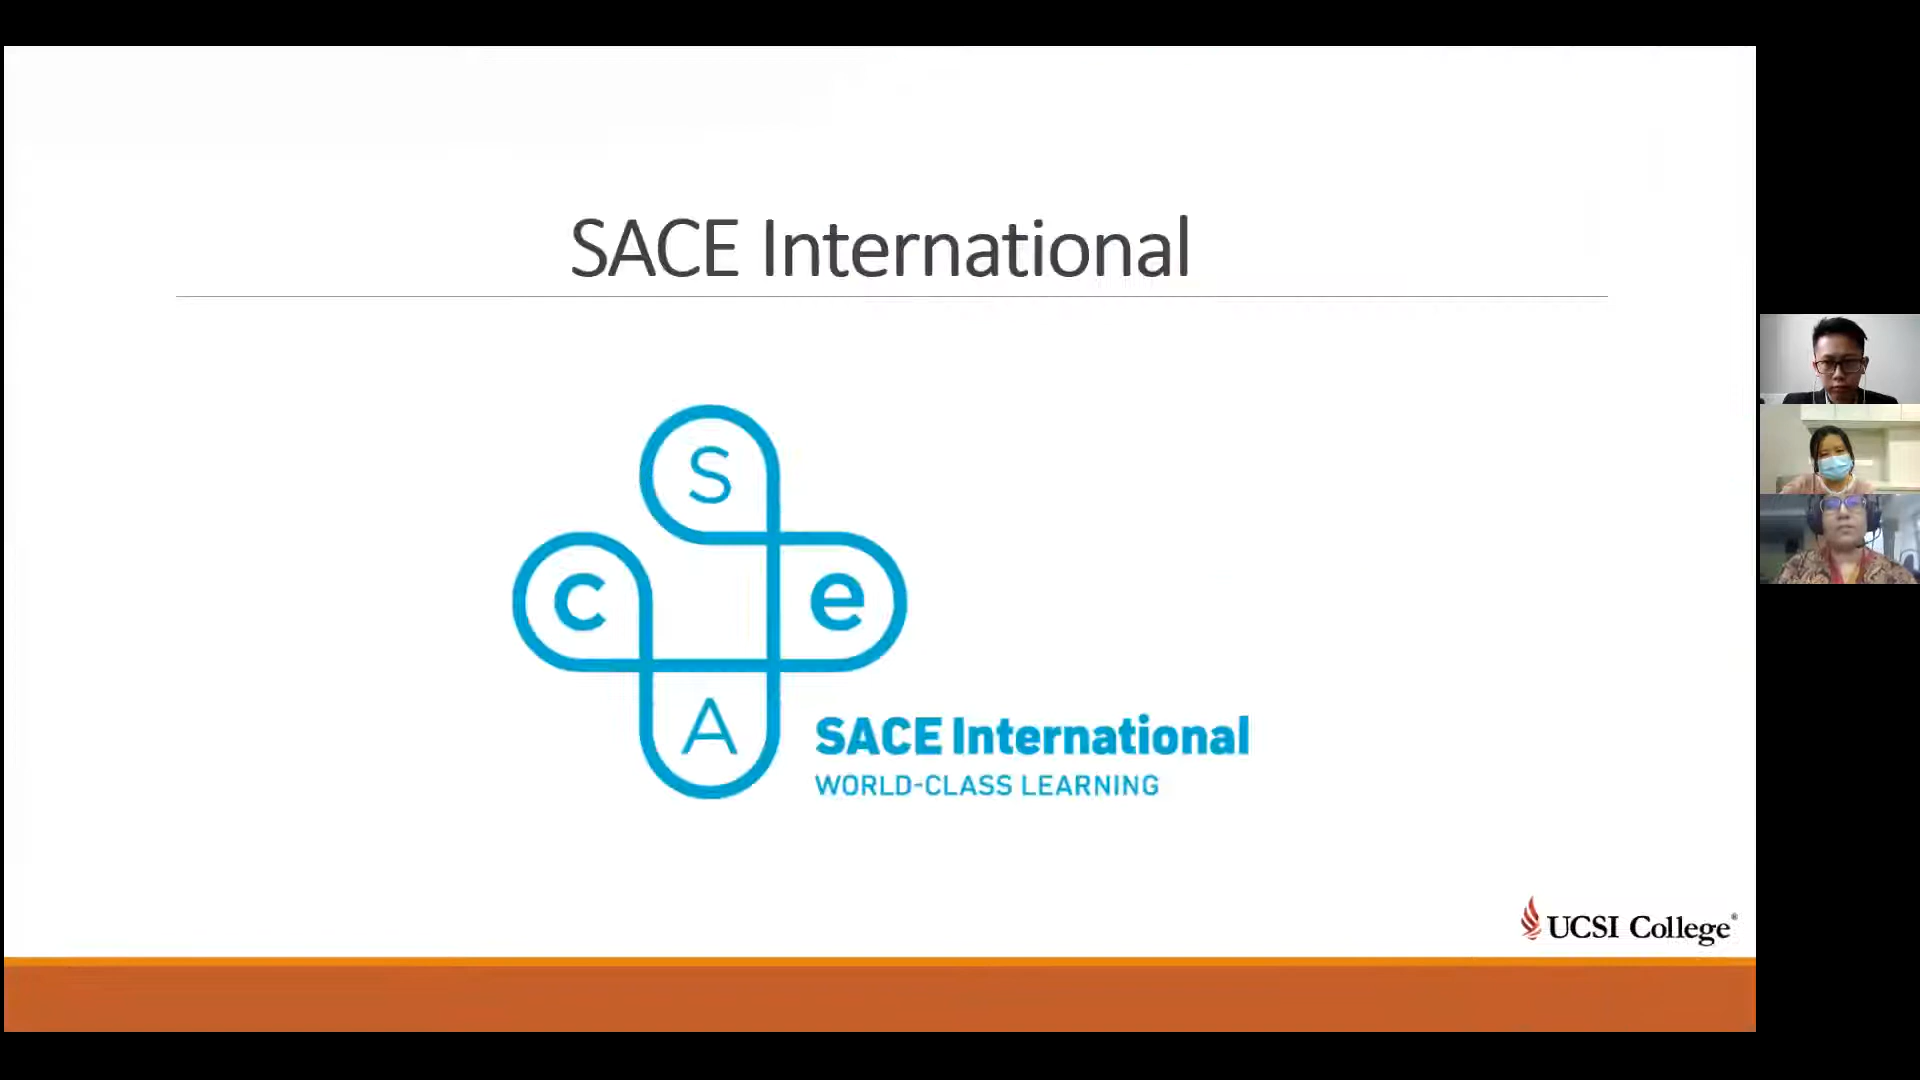 SACE International
S
c
e
A
SACE International
WORLD-CLASS LEARNING
UCSI College®